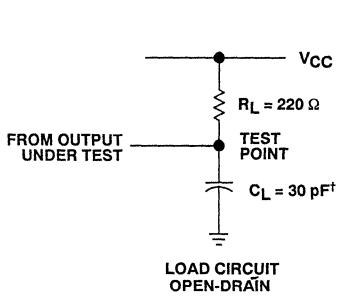 VCC
RL = 220 Ω
FROM OUTPUT
UNDER TEST
TEST
POINT
CL = 30 pF†
LOAD CIRCUIT
OPEN-DRAIN